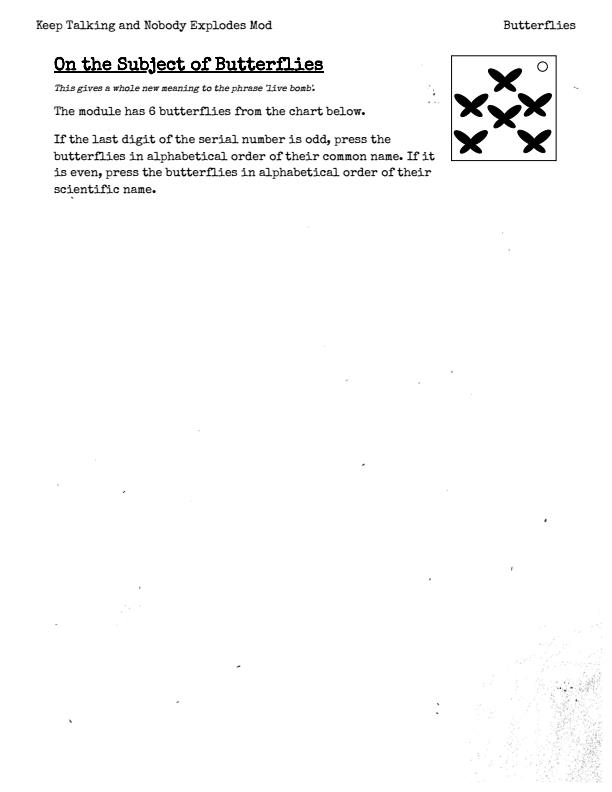 Keep Talking and Nobody Explodes Mod
Butterflies
On the Subject of Butterflies
This gives a whole new meaning to the phrase 'live bomb'.
The module has 6 butterflies from the chart below.
If the last digit of the serial number is odd, press the
butterflies in alphabetical order of their common name. If it
is even, press the butterflies in alphabetical order of their
scientific name.